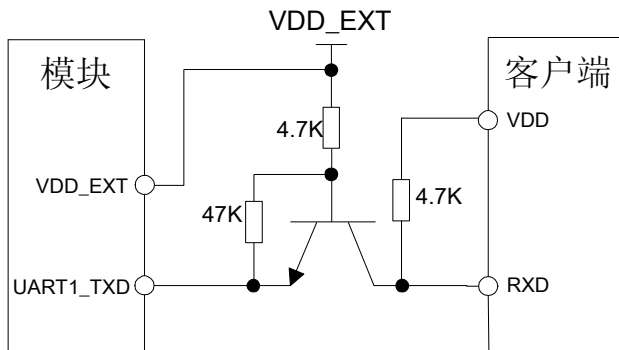 VDD_EXT
模块
客户端
4.7K
VDD
VDD_EXT
47K
4.7K
UART1_TXD
RXD